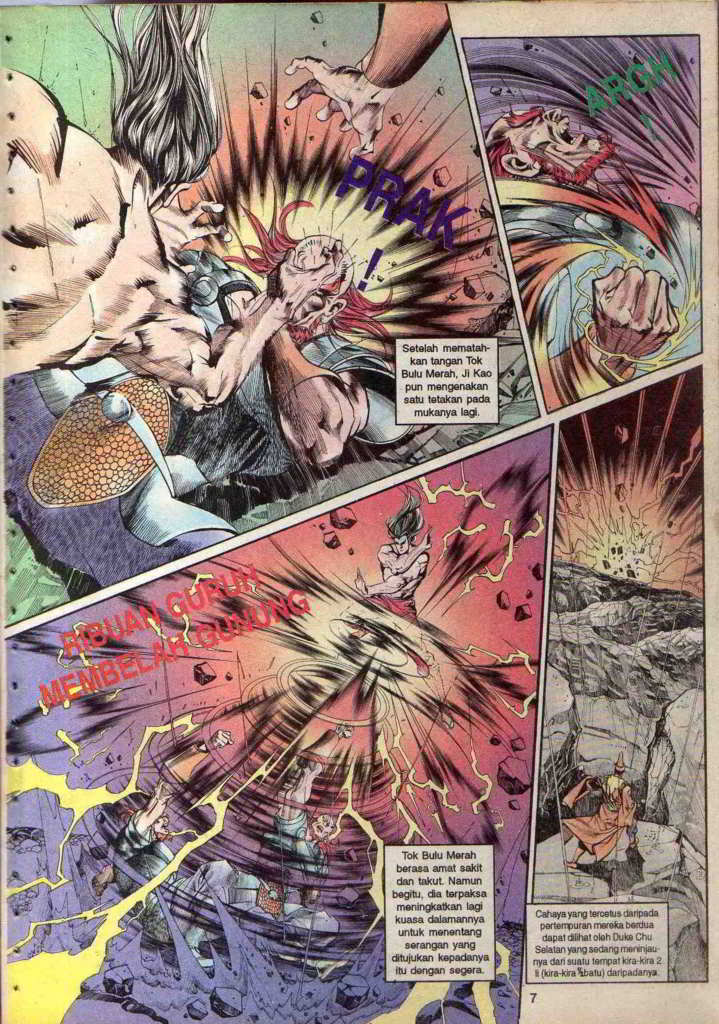 PRAK
!
Setelah mematah-
kan tangan Tok
Bulu Merah, Ji Kao
pun mengenakan
satu tetakan pada
mukanya lagi.
ARGH
!
RIBUAN GURUH
MEMBELAH GUNUNG
Tok Bulu Merah
berasa amat sakit
dan takut. Namun
begitu, dia terpaksa
meningkatkan lagi
kuasa dalamannya
untuk menentang
serangan yang
ditujukan kepadanya
itu dengan segera.
Cahaya yang tercetus daripada
pertempuran mereka berdua
dapat dilihat oleh Duke Chu
Selatan yang sedang meninjau-
nya dari suatu tempat kira-kira 2
li (kira-kira ½batu) daripadanya.
7